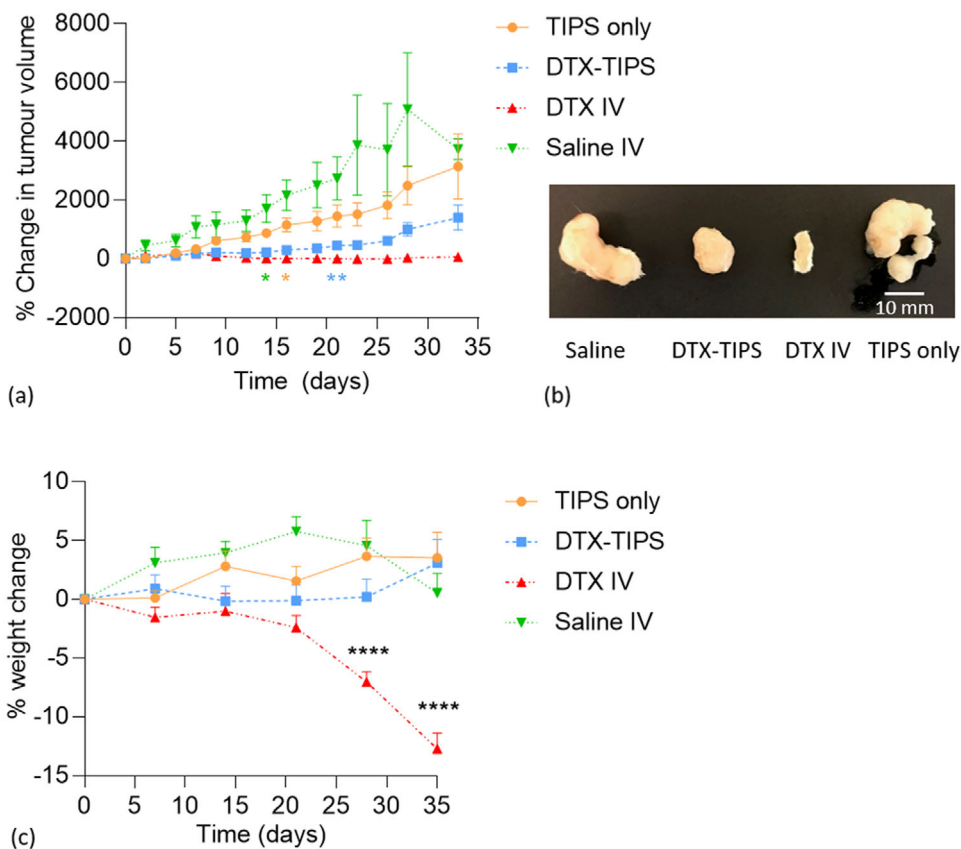 8000
6000
4000
2000
0
-2000
% Change in tumour volume
* * **
0 5 10 15 20 25 30 35
Time (days)
(a)
TIPS only
DTX-TIPS
DTX IV
Saline IV
10 mm
Saline DTX-TIPS DTX IV TIPS only
(b)
10
5
0
-5
-10
-15
% weight change
****
****
0 5 10 15 20 25 30 35
Time (days)
(c)
TIPS only
DTX-TIPS
DTX IV
Saline IV